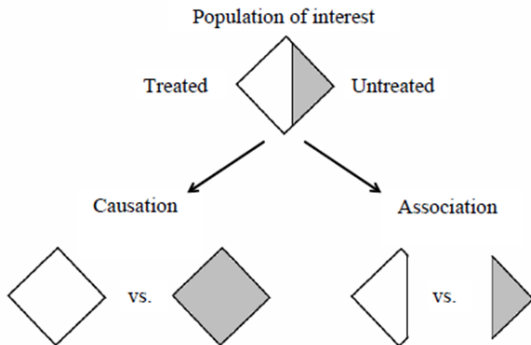 Population of interest
Treated
Untreated
Causation
Association
vs.
vs.